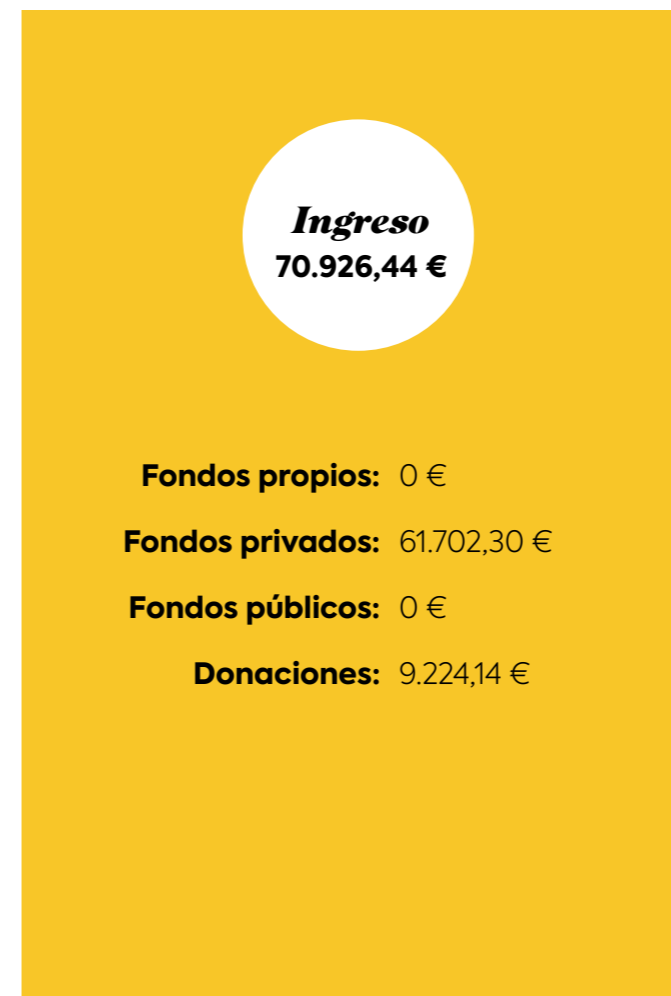 Ingreso
70.926,44 €
Fondos propios: 0 €
Fondos privados: 61.702,30 €
Fondos públicos: 0 €
Donaciones: 9.224,14 €